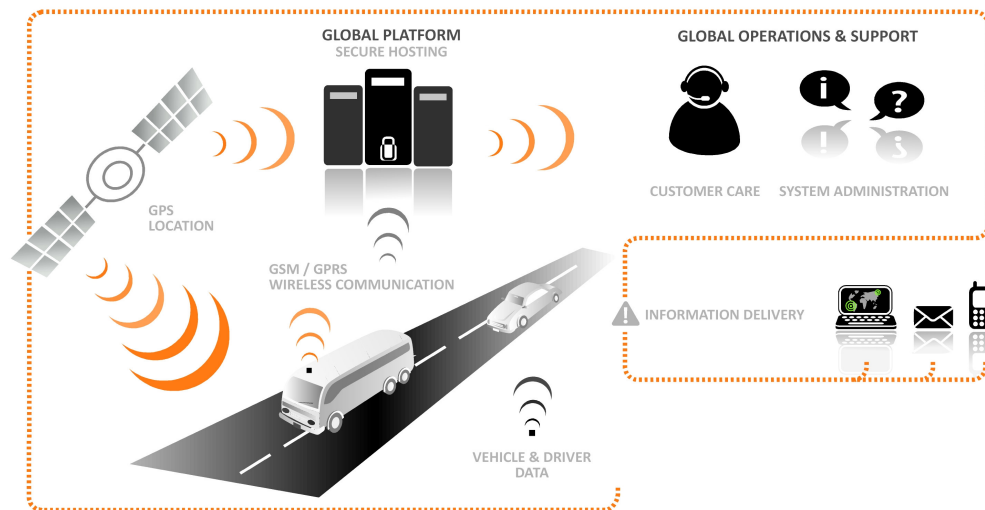 GLOBAL PLATFORM
SECURE HOSTING
GLOBAL OPERATIONS & SUPPORT
i
?
CUSTOMER CARE
SYSTEM ADMINISTRATION
GPS
LOCATION
GSM / GPRS
WIRELESS COMMUNICATION
! INFORMATION DELIVERY
VEHICLE & DRIVER
DATA